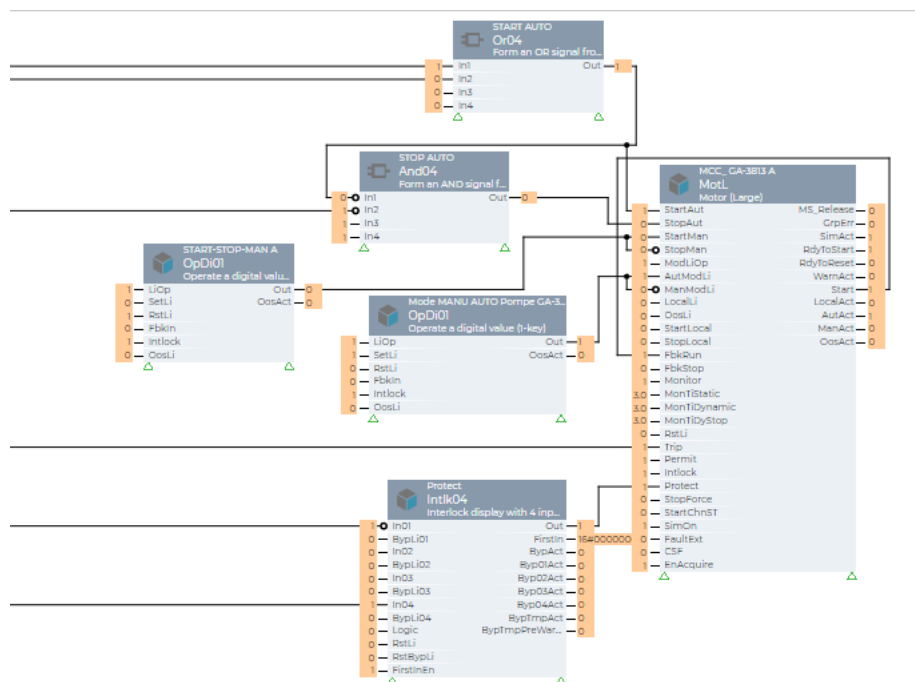 START AUTO
Or04
Form an OR signal fro...
1 In1 Out 1
0 In2
0 In3
0 In4
STOP AUTO
And04
Form an AND signal f...
0 In1 Out 0
1 In2
1 In3
1 In4
START-STOP-MAN A
OpDi01
Operate a digital valu...
1 LiOp Out 0
0 SetLi OosAct 0
1 RstLi
0 FbkIn
1 Intlock
0 OosLi
Mode MANU AUTO Pompe GA-3...
OpDi01
Operate a digital value (1-key)
1 LiOp Out 1
1 SetLi OosAct 0
0 RstLi
0 FbkIn
1 Intlock
0 OosLi
MCC_ GA-3813 A
MotL
Motor (Large)
1 StartAut MS_Release 0
0 StopAut GrpErr 0
0 StartMan SimAct 1
0 StopMan RdyToStart 1
1 ModLiOp RdyToReset 0
1 AutModLi WarnAct 0
0 ManModLi Start 1
0 LocalLi LocalAct 0
0 OosLi AutAct 1
0 StartLocal ManAct 0
0 StopLocal OosAct 0
1 FbkRun
0 FbkStop
1 Monitor
3.0 MonTiStatic
3.0 MonTiDynamic
3.0 MonTiDyStop
0 RstLi
1 Trip
1 Permit
1 Intlock
1 Protect
0 StopForce
0 StartChnST
1 SimOn
0 FaultExt
0 CSF
1 EnAcquire
Protect
Intlk04
Interlock display with 4 inp...
1 In01 Out 1
0 BypLi01 FirstIn 16#000000
0 In02 BypAct 0
0 BypLi02 Byp01Act 0
0 In03 Byp02Act 0
0 BypLi03 Byp03Act 0
1 In04 Byp04Act 0
0 BypLi04 BypTmpAct 0
0 Logic BypTmpPreWar... 0
0 RstLi
0 RstBypLi
1 FirstInEn